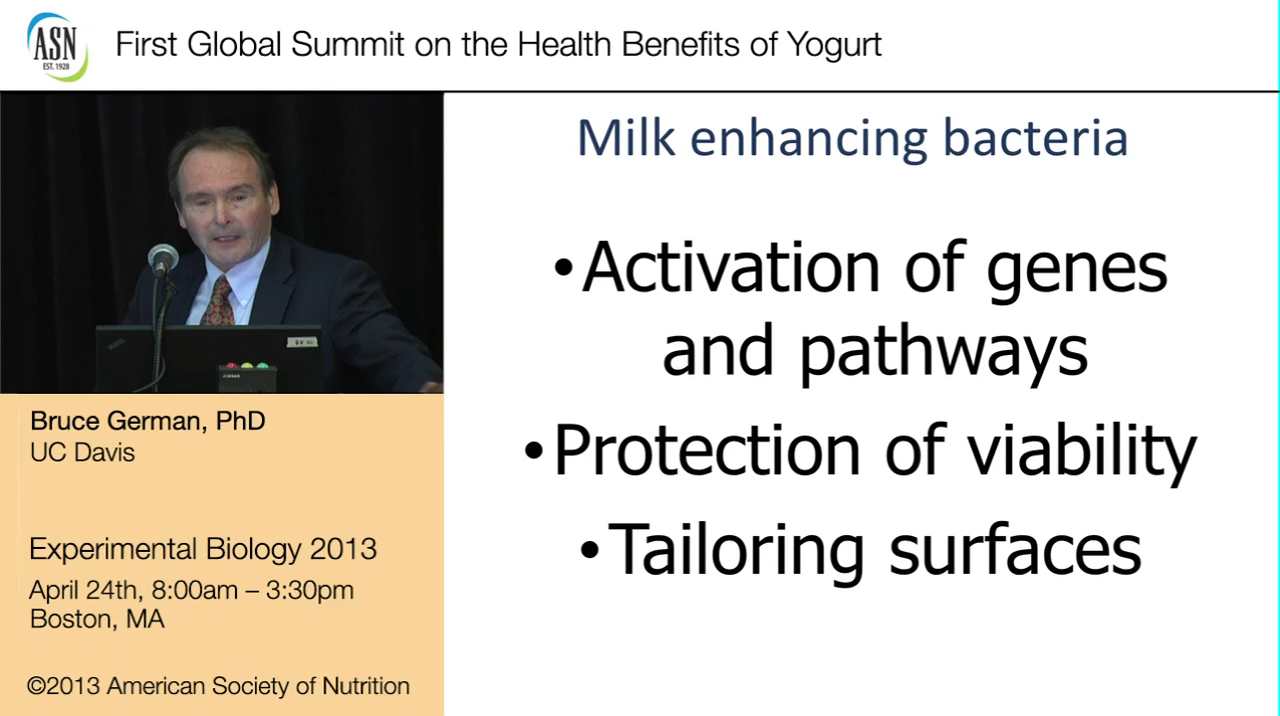 ASN
EST. 1928
First Global Summit on the Health Benefits of Yogurt
Milk enhancing bacteria
•Activation of genes
and pathways
•Protection of viability
•Tailoring surfaces
Bruce German, PhD
UC Davis
Experimental Biology 2013
April 24th, 8:00am – 3:30pm
Boston, MA
©2013 American Society of Nutrition